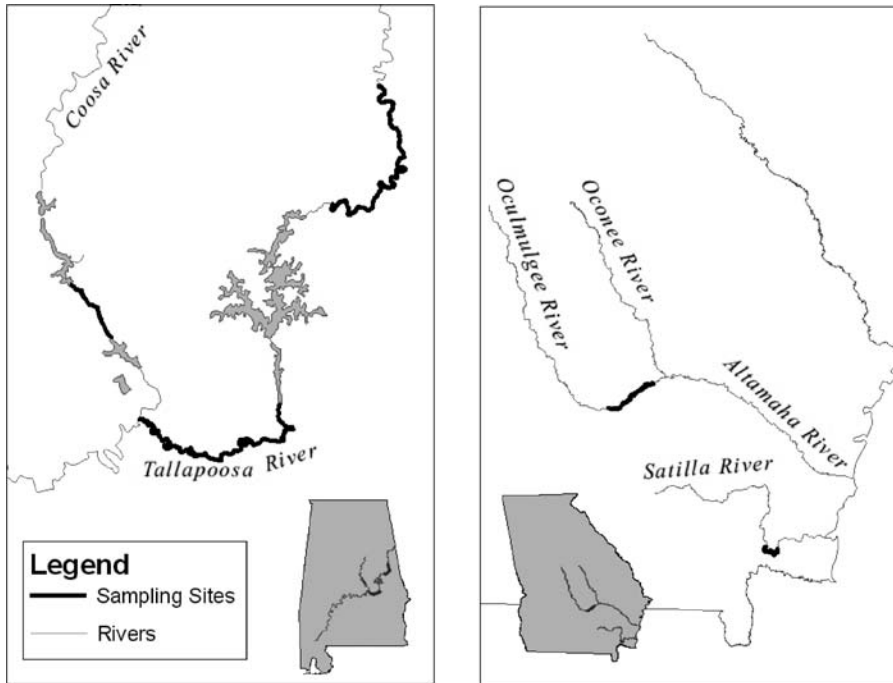 Coosa River
Tallapoosa River
Legend
Sampling Sites
Rivers
Oculmulgee River
Oconee River
Altamaha River
Satilla River